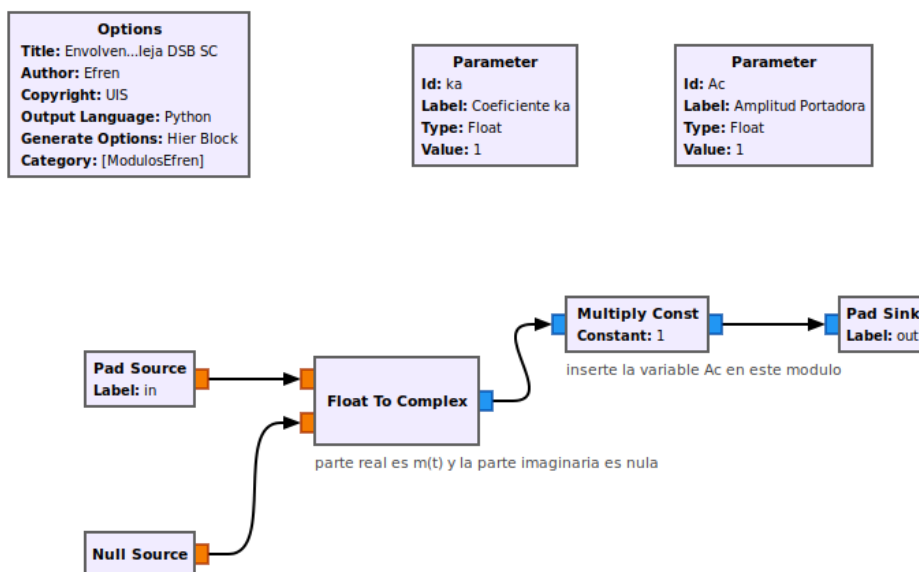 Options
Title: Envolven...leja DSB SC
Author: Efren
Copyright: UIS
Output Language: Python
Generate Options: Hier Block
Category: [ModulosEfren]
Parameter
Id: ka
Label: Coeficiente ka
Type: Float
Value: 1
Parameter
Id: Ac
Label: Amplitud Portadora
Type: Float
Value: 1
Multiply Const
Constant: 1
Pad Sink
Label: out
inserte la variable Ac en este modulo
Pad Source
Label: in
Float To Complex
parte real es m(t) y la parte imaginaria es nula
Null Source